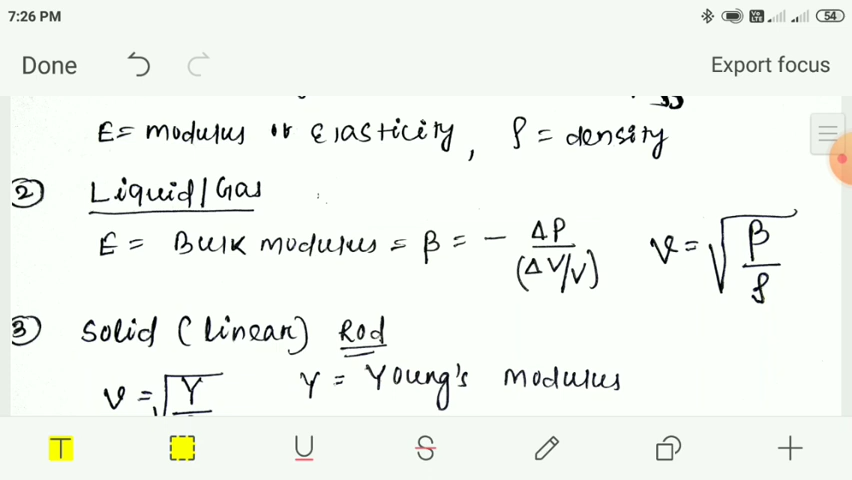 7:26 PM
54
Done
Export focus
E = modulus of Elasticity, ρ = density
② Liquid/Gas
E = Bulk modulus = β = - ΔP/(ΔV/V) v = √(β/ρ)
③ Solid (linear) Rod
v = √Y Y = Young's modulus
T U S